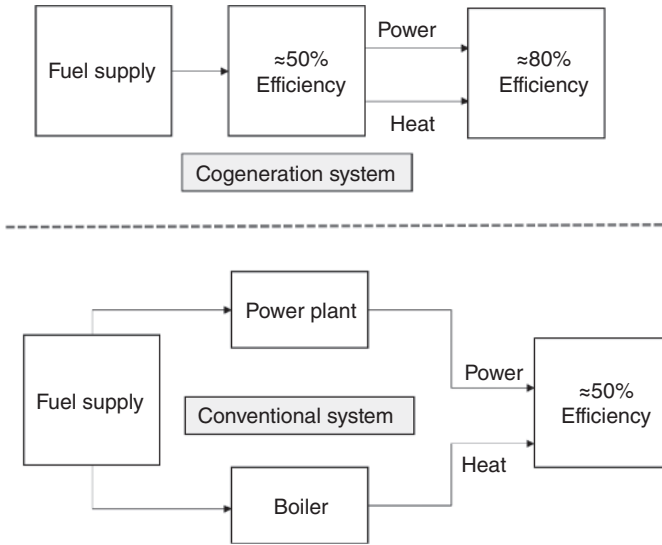 Fuel supply
≈50%
Efficiency
Power
Heat
≈80%
Efficiency
Cogeneration system
Fuel supply
Power plant
Conventional system
Boiler
Power
Heat
≈50%
Efficiency